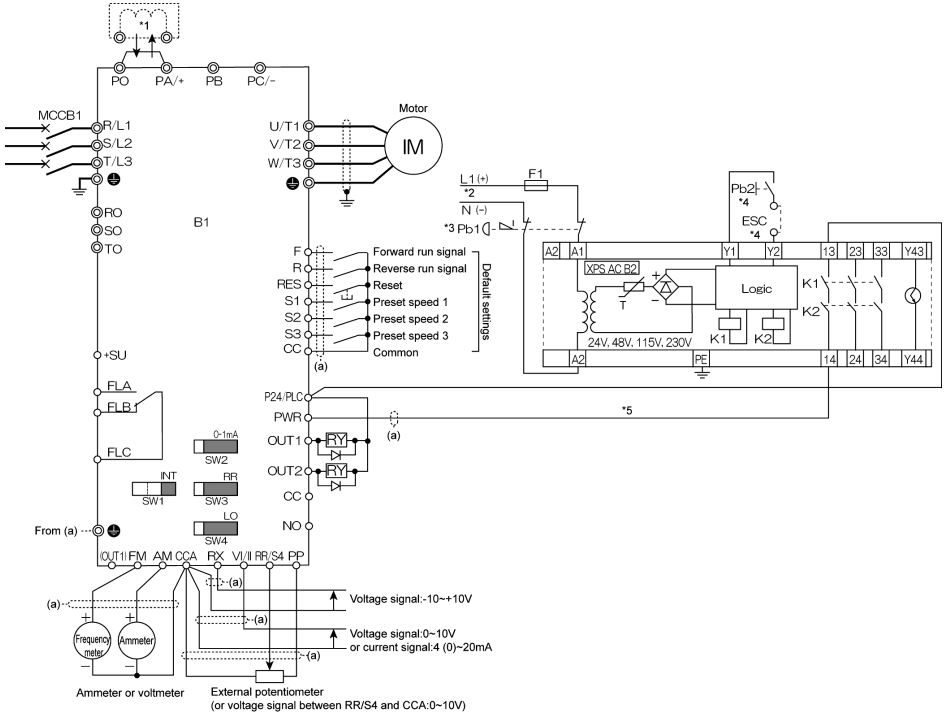 *1
PO PA/+ PB PC/-
MCCB1
R/L1
S/L2
T/L3
RO
SO
TO
B1
U/T1
V/T2
W/T3
Motor
IM
F
R
RES
S1
S2
S3
CC
Forward run signal
Reverse run signal
Reset
Preset speed 1
Preset speed 2
Preset speed 3
Common
Default settings
(a)
L1 (+)
*2
N (-)
F1
*3 Pb1
Pb2
*4
ESC
*4
A2 A1 Y1 Y2 13 23 33 Y43
XPS AC B2
T
+
-
Logic
K1
K2
K1 K2
24V, 48V, 115V, 230V
A2 PE 14 24 34 Y44
+SU
FLA
FLB
FLC
P24/PLC
PWR
(a)
*5
OUT1
RY
OUT2
RY
CC
NO
0-1mA
SW2
INT
SW1
RR
SW3
LO
SW4
From (a)
(OUT1) FM AM CCA RX VI/II RR/S4 PP
(a)
(a)
Voltage signal:-10~+10V
(a)
Voltage signal:0~10V
or current signal:4 (0)~20mA
(a)
+
Frequency
meter
-
+
Ammeter
-
Ammeter or voltmeter
External potentiometer
(or voltage signal between RR/S4 and CCA:0~10V)